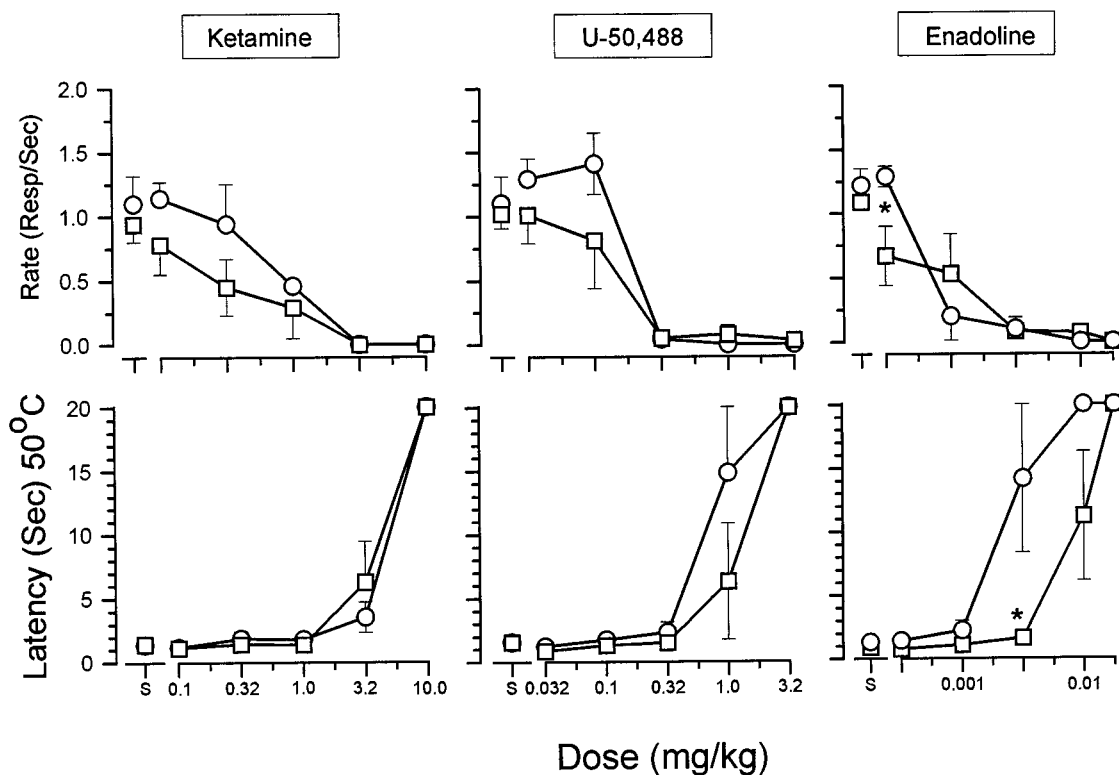 Ketamine
U-50,488
Enadoline
Rate (Resp/Sec)
2.0
1.5
1.0
0.5
0.0
*
Latency (Sec) 50°C
20
15
10
5
0
*
S 0.1 0.32 1.0 3.2 10.0
S 0.032 0.1 0.32 1.0 3.2
S 0.001 0.01
Dose (mg/kg)